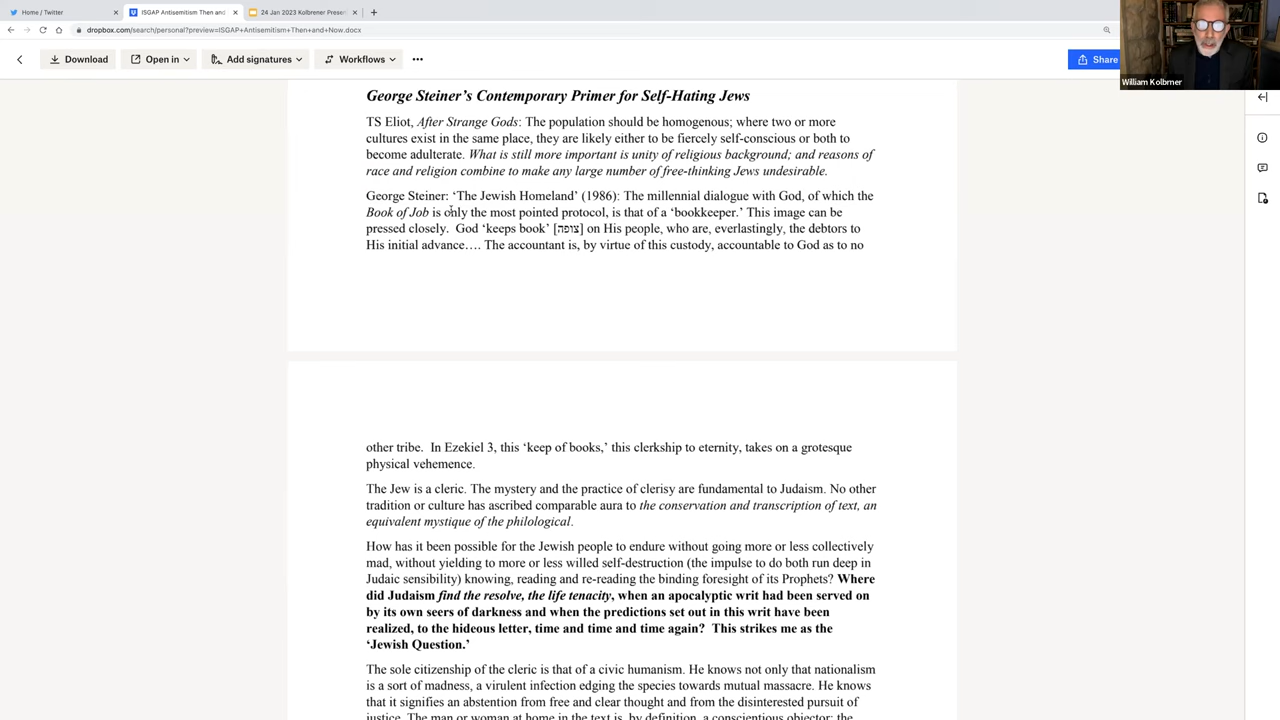 Home / Twitter
ISGAP Antisemitism Then and
24 Jan 2023 Kolbrener Presen
dropbox.com/search/personal?preview=ISGAP+Antisemitism+Then+and+Now.docx
Download
Open in
Add signatures
Workflows
Share
William Kolbrner
George Steiner’s Contemporary Primer for Self-Hating Jews
TS Eliot, After Strange Gods: The population should be homogenous; where two or more
cultures exist in the same place, they are likely either to be fiercely self-conscious or both to
become adulterate. What is still more important is unity of religious background; and reasons of
race and religion combine to make any large number of free-thinking Jews undesirable.
George Steiner: ‘The Jewish Homeland’ (1986): The millennial dialogue with God, of which the
Book of Job is only the most pointed protocol, is that of a ‘bookkeeper.’ This image can be
pressed closely. God ‘keeps book’ [צופה] on His people, who are, everlastingly, the debtors to
His initial advance…. The accountant is, by virtue of this custody, accountable to God as to no
other tribe. In Ezekiel 3, this ‘keep of books,’ this clerkship to eternity, takes on a grotesque
physical vehemence.
The Jew is a cleric. The mystery and the practice of clerisy are fundamental to Judaism. No other
tradition or culture has ascribed comparable aura to the conservation and transcription of text, an
equivalent mystique of the philological.
How has it been possible for the Jewish people to endure without going more or less collectively
mad, without yielding to more or less willed self-destruction (the impulse to do both run deep in
Judaic sensibility) knowing, reading and re-reading the binding foresight of its Prophets? Where
did Judaism find the resolve, the life tenacity, when an apocalyptic writ had been served on
by its own seers of darkness and when the predictions set out in this writ have been
realized, to the hideous letter, time and time and time again? This strikes me as the
‘Jewish Question.’
The sole citizenship of the cleric is that of a civic humanism. He knows not only that nationalism
is a sort of madness, a virulent infection edging the species towards mutual massacre. He knows
that it signifies an abstention from free and clear thought and from the disinterested pursuit of
justice. The man or woman at home in the text is, by definition, a conscientious objector: the